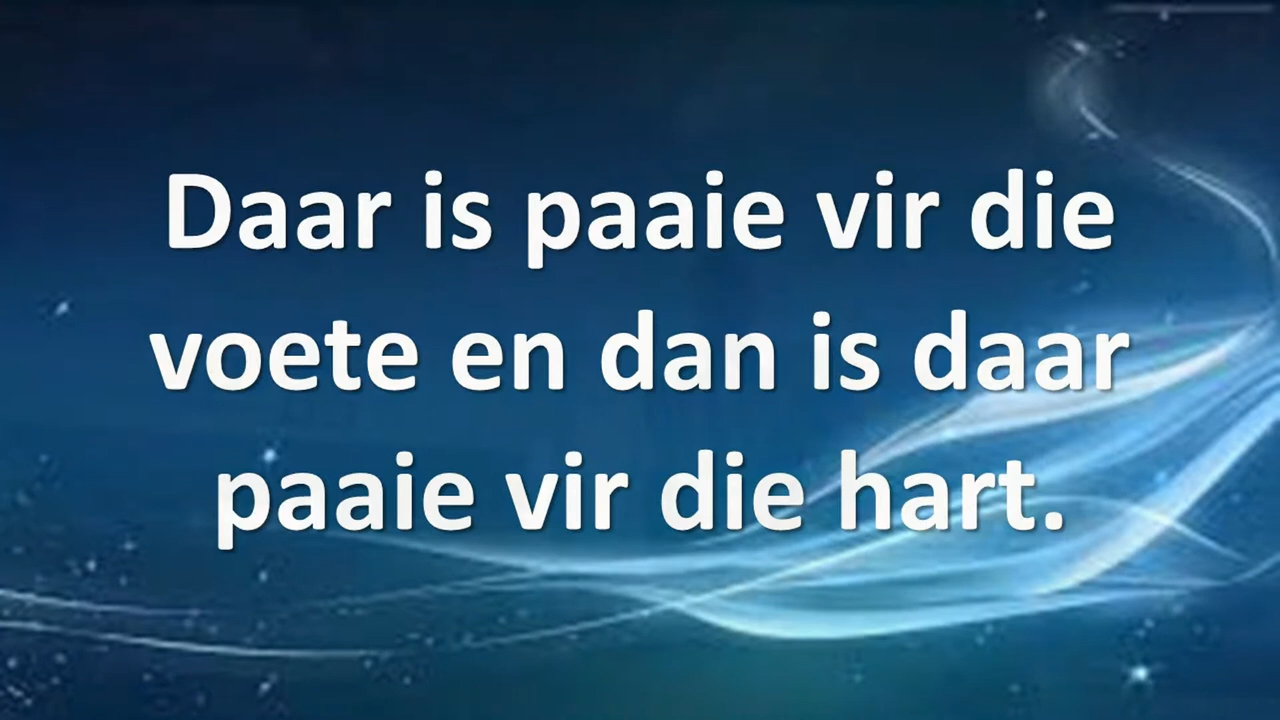 Daar is paaie vir die
voete en dan is daar
paaie vir die hart.